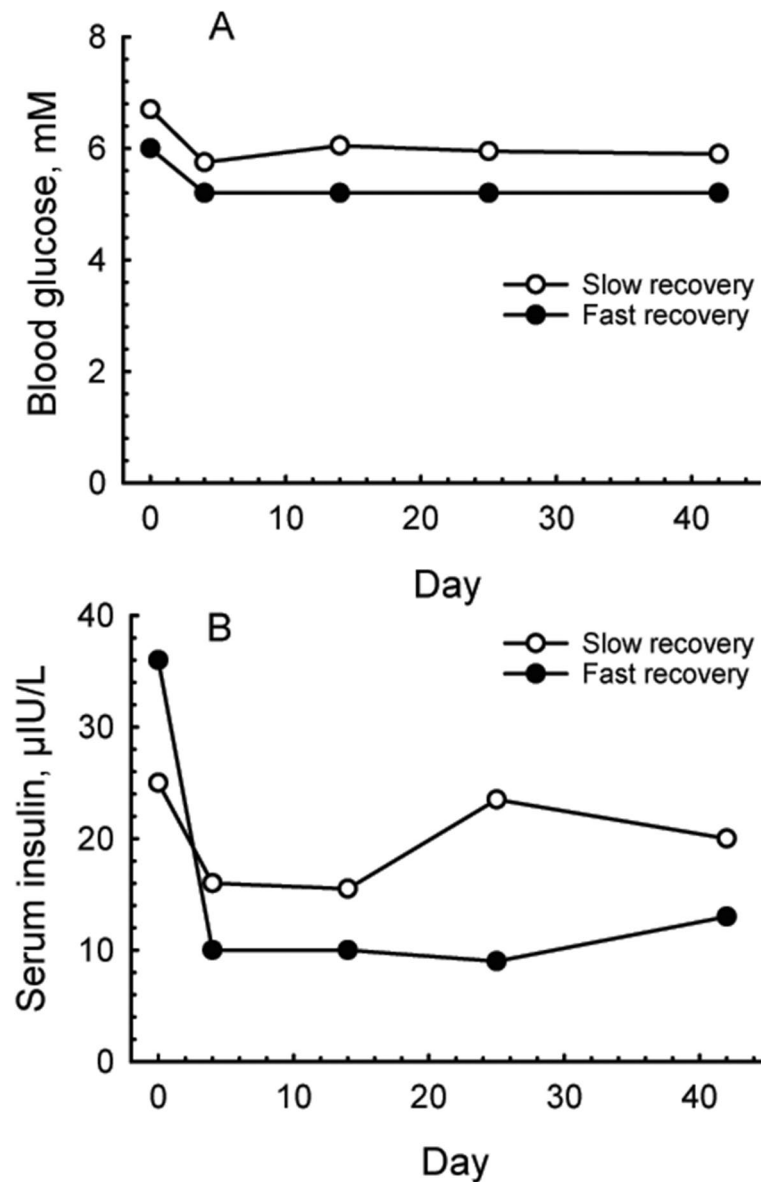 A
Blood glucose, mM
8
6
4
2
0
Slow recovery
Fast recovery
0 10 20 30 40
Day
B
Serum insulin, µIU/L
40
30
20
10
0
Slow recovery
Fast recovery
0 10 20 30 40
Day